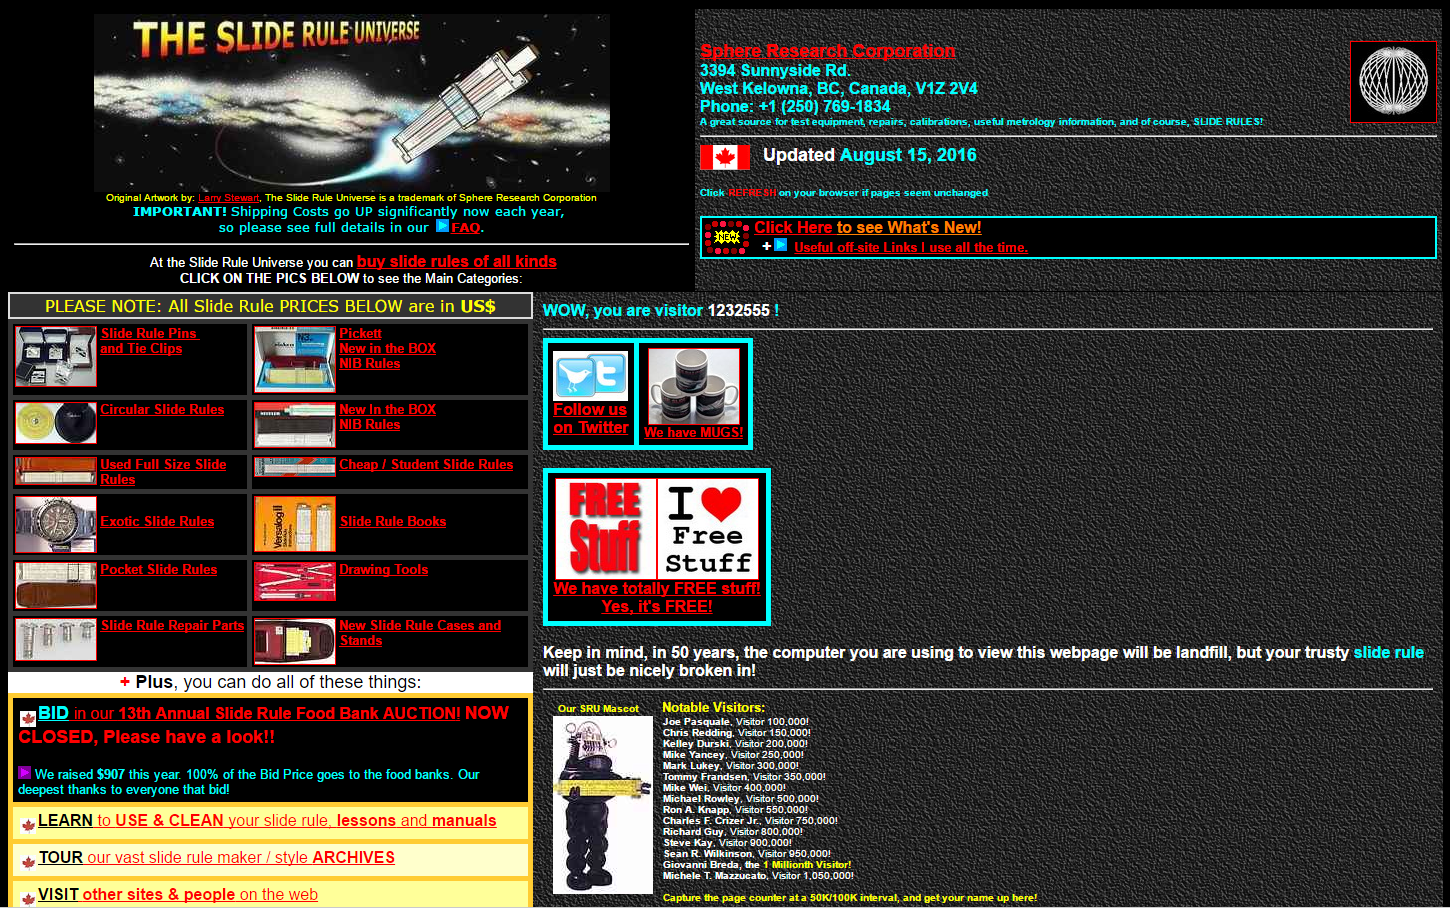 THE SLIDE RULE UNIVERSE
Original Artwork by: Larry Stewart, The Slide Rule Universe is a trademark of Sphere Research Corporation
IMPORTANT! Shipping Costs go UP significantly now each year,
so please see full details in our FAQ.
At the Slide Rule Universe you can buy slide rules of all kinds
CLICK ON THE PICS BELOW to see the Main Categories:
Sphere Research Corporation
3394 Sunnyside Rd.
West Kelowna, BC, Canada, V1Z 2V4
Phone: +1 (250) 769-1834
A great source for test equipment, repairs, calibrations, useful metrology information, and of course, SLIDE RULES!
Updated August 15, 2016
Click REFRESH on your browser if pages seem unchanged
NEW
Click Here to see What's New!
+ Useful off-site Links I use all the time.
PLEASE NOTE: All Slide Rule PRICES BELOW are in US$
Slide Rule Pins
and Tie Clips
Pickett
New in the BOX
NIB Rules
Circular Slide Rules
New In the BOX
NIB Rules
Used Full Size Slide
Rules
Cheap / Student Slide Rules
Exotic Slide Rules
Versalog II
Slide Rule Books
Pocket Slide Rules
Drawing Tools
Slide Rule Repair Parts
New Slide Rule Cases and
Stands
+ Plus, you can do all of these things:
BID in our 13th Annual Slide Rule Food Bank AUCTION! NOW
CLOSED, Please have a look!!
We raised $907 this year. 100% of the Bid Price goes to the food banks. Our
deepest thanks to everyone that bid!
LEARN to USE & CLEAN your slide rule, lessons and manuals
TOUR our vast slide rule maker / style ARCHIVES
VISIT other sites & people on the web
WOW, you are visitor 1232555 !
Follow us
on Twitter
We have MUGS!
FREE
Stuff
I
Free
Stuff
We have totally FREE stuff!
Yes, it's FREE!
Keep in mind, in 50 years, the computer you are using to view this webpage will be landfill, but your trusty slide rule
will just be nicely broken in!
Our SRU Mascot
Notable Visitors:
Joe Pasquale, Visitor 100,000!
Chris Redding, Visitor 150,000!
Kelley Durski, Visitor 200,000!
Mike Yancey, Visitor 250,000!
Mark Lukey, Visitor 300,000!
Tommy Frandsen, Visitor 350,000!
Mike Wei, Visitor 400,000!
Michael Rowley, Visitor 500,000!
Ron A. Knapp, Visitor 550,000!
Charles F. Crizer Jr., Visitor 750,000!
Richard Guy, Visitor 800,000!
Steve Kay, Visitor 900,000!
Sean R. Wilkinson, Visitor 950,000!
Giovanni Breda, the 1 Millionth Visitor!
Michele T. Mazzucato, Visitor 1,050,000!
Capture the page counter at a 50K/100K interval, and get your name up here!